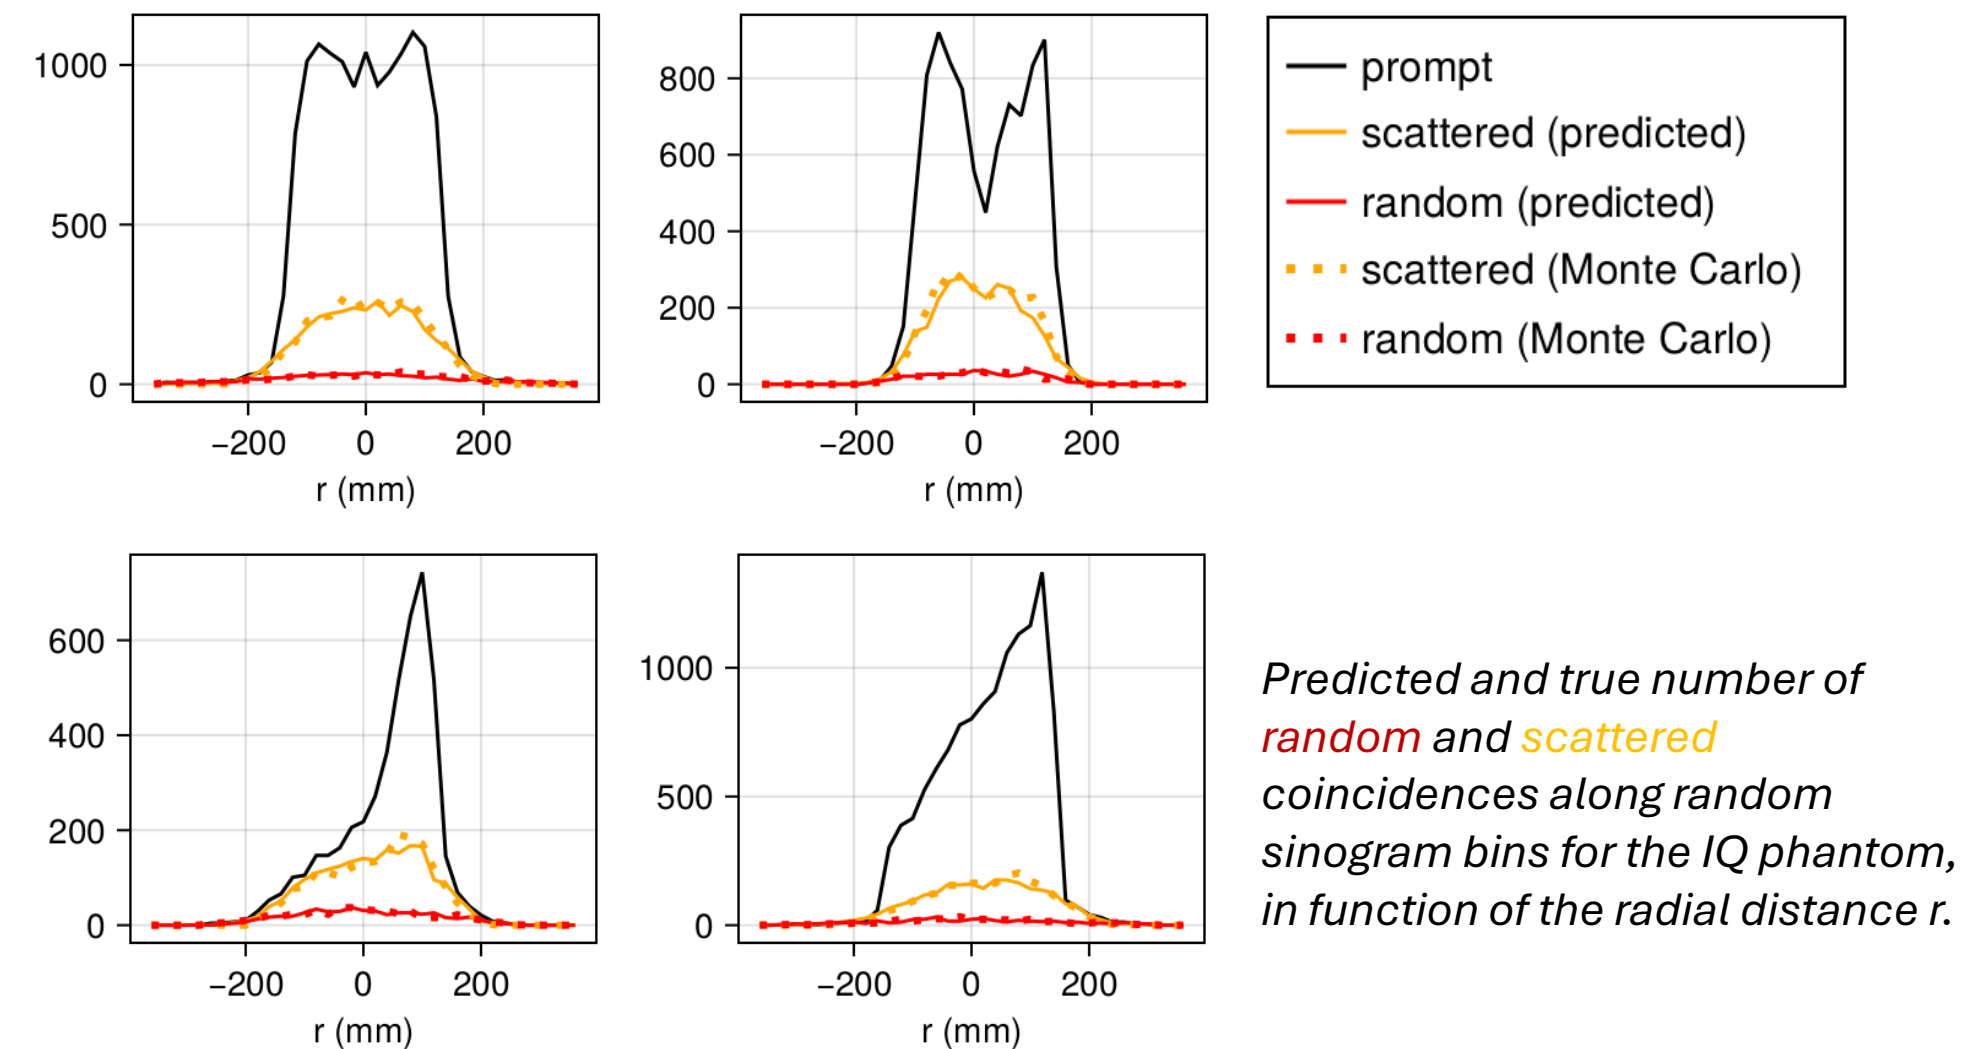 1000
500
0
−200 0 200
r (mm)
800
600
400
200
0
−200 0 200
r (mm)
prompt
scattered (predicted)
random (predicted)
scattered (Monte Carlo)
random (Monte Carlo)
600
400
200
0
−200 0 200
r (mm)
1000
500
0
−200 0 200
r (mm)
Predicted and true number of
random and scattered
coincidences along random
sinogram bins for the IQ phantom,
in function of the radial distance r.